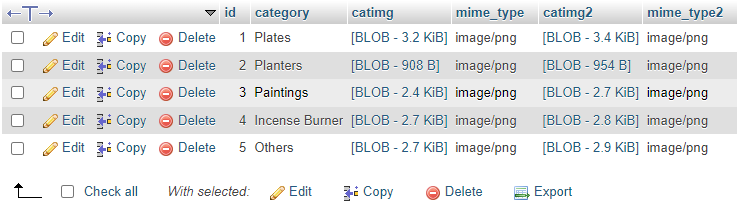 id category catimg mime_type catimg2 mime_type2
Edit Copy Delete 1 Plates [BLOB - 3.2 KiB] image/png [BLOB - 3.4 KiB] image/png
Edit Copy Delete 2 Planters [BLOB - 908 B] image/png [BLOB - 954 B] image/png
Edit Copy Delete 3 Paintings [BLOB - 2.4 KiB] image/png [BLOB - 2.7 KiB] image/png
Edit Copy Delete 4 Incense Burner [BLOB - 2.7 KiB] image/png [BLOB - 2.8 KiB] image/png
Edit Copy Delete 5 Others [BLOB - 2.7 KiB] image/png [BLOB - 2.9 KiB] image/png
Check all With selected: Edit Copy Delete Export